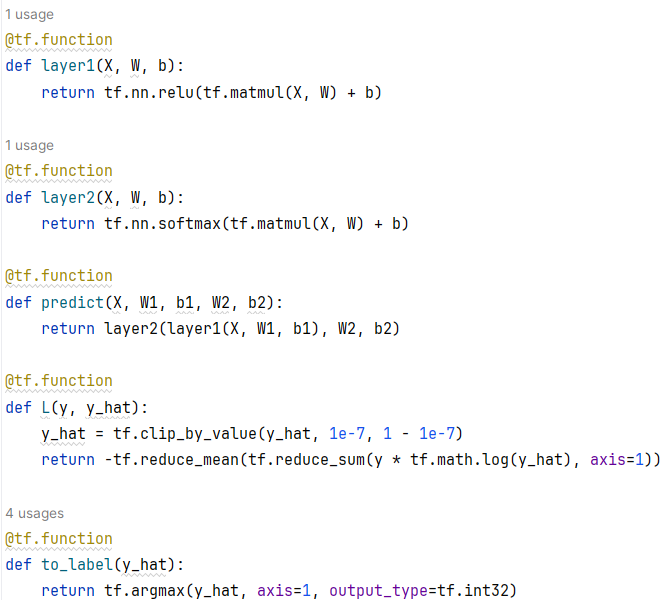 1 usage
@tf.function
def layer1(X, W, b):
    return tf.nn.relu(tf.matmul(X, W) + b)
1 usage
@tf.function
def layer2(X, W, b):
    return tf.nn.softmax(tf.matmul(X, W) + b)
@tf.function
def predict(X, W1, b1, W2, b2):
    return layer2(layer1(X, W1, b1), W2, b2)
@tf.function
def L(y, y_hat):
    y_hat = tf.clip_by_value(y_hat, 1e-7, 1 - 1e-7)
    return -tf.reduce_mean(tf.reduce_sum(y * tf.math.log(y_hat), axis=1))
4 usages
@tf.function
def to_label(y_hat):
    return tf.argmax(y_hat, axis=1, output_type=tf.int32)